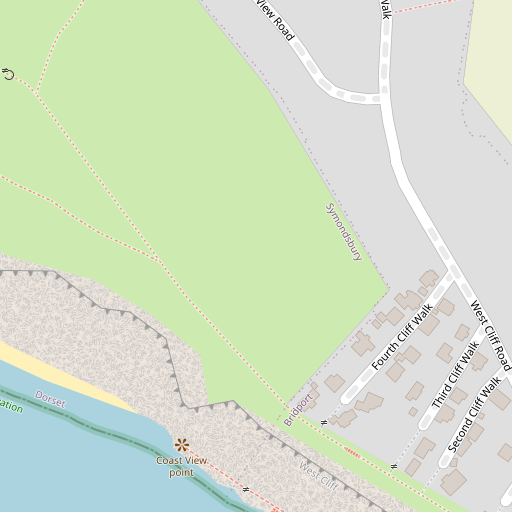 View Road
Walk
Symondsbury
West Cliff Road
Fourth Cliff Walk
Third Cliff Walk
Second Cliff Walk
Bridport
Dorset
Coast View
point
West Cliff